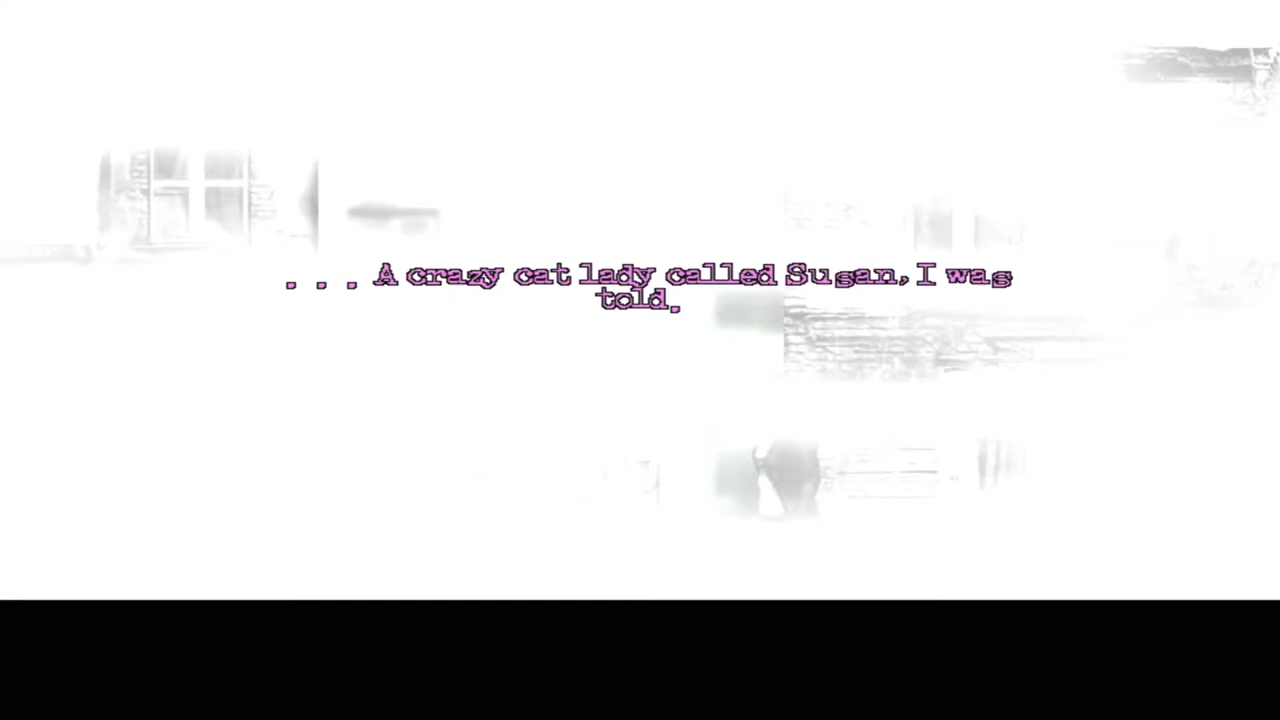 . . . A crazy cat lady called Susan, I was
told.